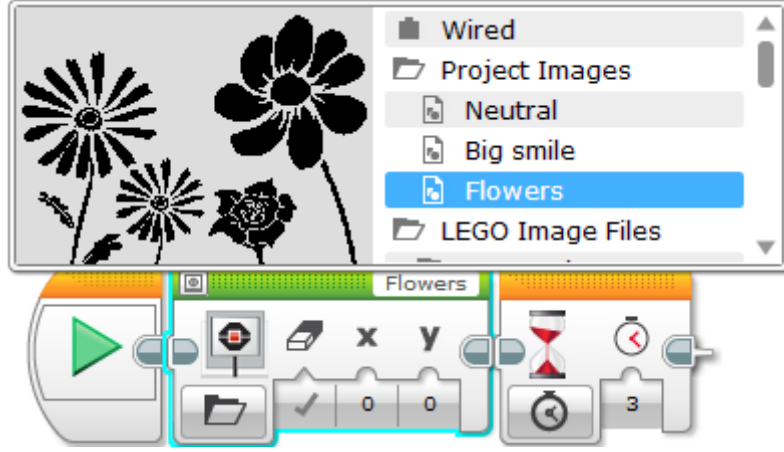 Wired
Project Images
Neutral
Big smile
Flowers
LEGO Image Files
Flowers
x y
0 0 3